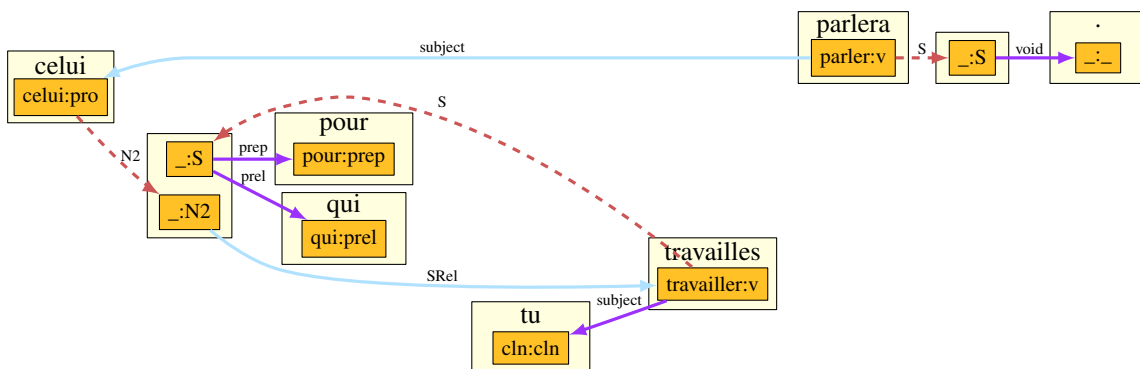 parlera
.
parler:v
S
_:S
void
_:_
subject
celui
celui:pro
N2
S
_:S
_:N2
prep
prel
pour
pour:prep
qui
qui:prel
SRel
travailles
travailler:v
subject
tu
cln:cln